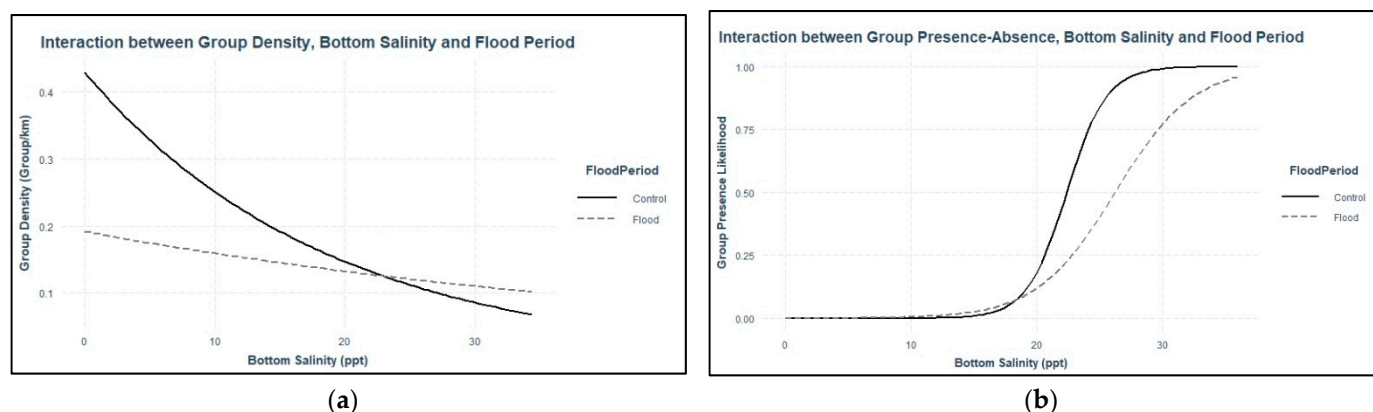 Interaction between Group Density, Bottom Salinity and Flood Period
Group Density (Group/km)
0.4
0.3
0.2
0.1
0
10
20
30
Bottom Salinity (ppt)
FloodPeriod
Control
Flood
(a)
Interaction between Group Presence-Absence, Bottom Salinity and Flood Period
Group Presence Likelihood
1.00
0.75
0.50
0.25
0.00
0
10
20
30
Bottom Salinity (ppt)
FloodPeriod
Control
Flood
(b)